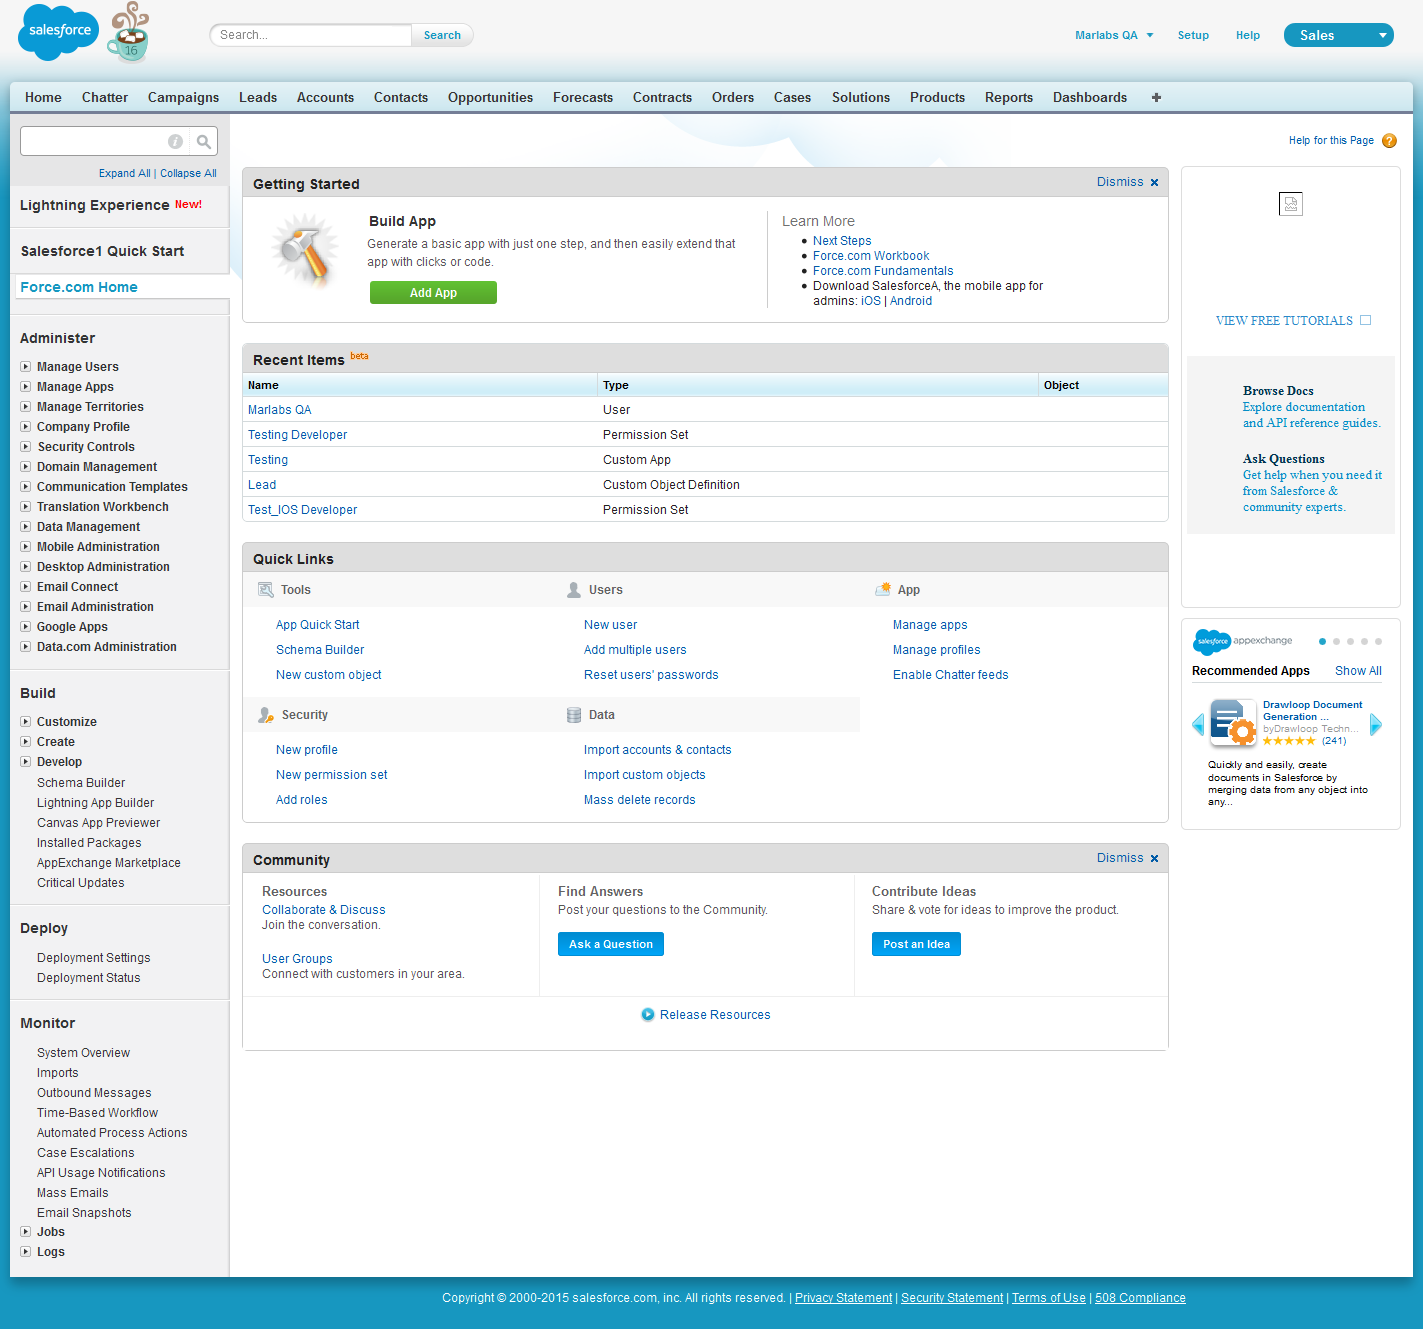 salesforce
16
Search...
Search
Marlabs QA
Setup
Help
Sales
Home
Chatter
Campaigns
Leads
Accounts
Contacts
Opportunities
Forecasts
Contracts
Orders
Cases
Solutions
Products
Reports
Dashboards
Expand All | Collapse All
Lightning Experience New!
Salesforce1 Quick Start
Force.com Home
Administer
Manage Users
Manage Apps
Manage Territories
Company Profile
Security Controls
Domain Management
Communication Templates
Translation Workbench
Data Management
Mobile Administration
Desktop Administration
Email Connect
Email Administration
Google Apps
Data.com Administration
Build
Customize
Create
Develop
Schema Builder
Lightning App Builder
Canvas App Previewer
Installed Packages
AppExchange Marketplace
Critical Updates
Deploy
Deployment Settings
Deployment Status
Monitor
System Overview
Imports
Outbound Messages
Time-Based Workflow
Automated Process Actions
Case Escalations
API Usage Notifications
Mass Emails
Email Snapshots
Jobs
Logs
Help for this Page ?
Getting Started
Dismiss x
Build App
Generate a basic app with just one step, and then easily extend that
app with clicks or code.
Add App
Learn More
Next Steps
Force.com Workbook
Force.com Fundamentals
Download SalesforceA, the mobile app for
admins: iOS | Android
Recent Items beta
Name Type Object
Marlabs QA User
Testing Developer Permission Set
Testing Custom App
Lead Custom Object Definition
Test_IOS Developer Permission Set
Quick Links
Tools
App Quick Start
Schema Builder
New custom object
Users
New user
Add multiple users
Reset users' passwords
App
Manage apps
Manage profiles
Enable Chatter feeds
Security
New profile
New permission set
Add roles
Data
Import accounts & contacts
Import custom objects
Mass delete records
Community
Dismiss x
Resources
Collaborate & Discuss
Join the conversation.
User Groups
Connect with customers in your area.
Find Answers
Post your questions to the Community.
Ask a Question
Contribute Ideas
Share & vote for ideas to improve the product.
Post an Idea
Release Resources
VIEW FREE TUTORIALS
Browse Docs
Explore documentation
and API reference guides.
Ask Questions
Get help when you need it
from Salesforce &
community experts.
salesforce appexchange
Recommended Apps
Show All
Drawloop Document
Generation ...
byDrawloop Techn...
(241)
Quickly and easily, create
documents in Salesforce by
merging data from any object into
any...
Copyright © 2000-2015 salesforce.com, inc. All rights reserved. | Privacy Statement | Security Statement | Terms of Use | 508 Compliance